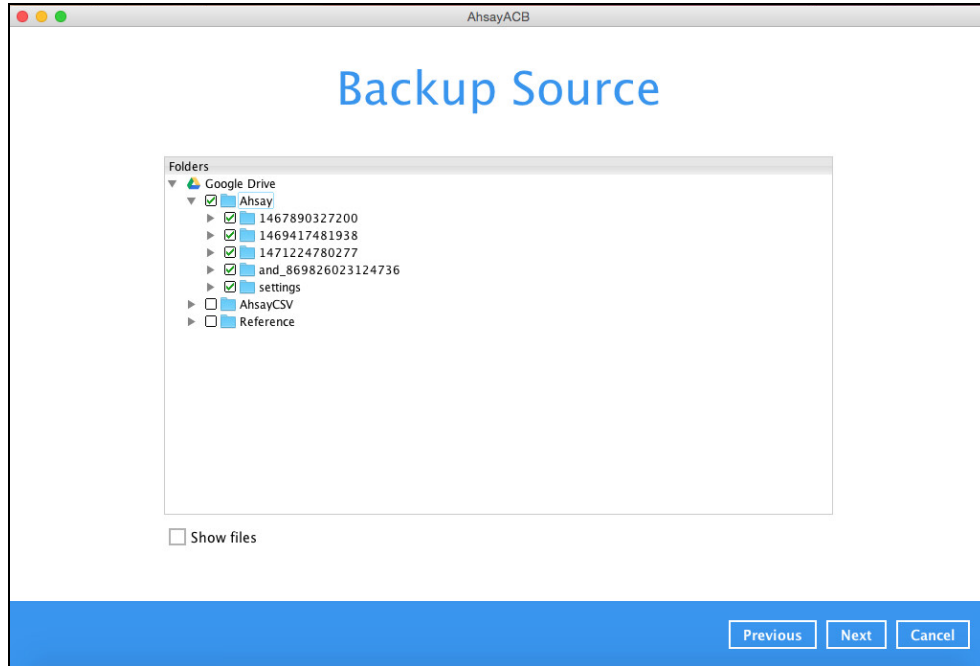 AhsayACB
Backup Source
Folders
Google Drive
Ahsay
1467890327200
1469417481938
1471224780277
and_869826023124736
settings
AhsayCSV
Reference
Show files
Previous Next Cancel